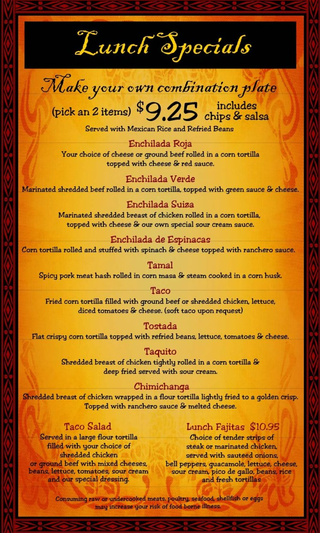 Lunch Specials
Make your own combination plate
(pick an 2 items) $9.25 includes
chips & salsa
Served with Mexican Rice and Refried Beans
Enchilada Roja
Your choice of cheese or ground beef rolled in a corn tortilla
topped with cheese & red sauce.
Enchilada Verde
Marinated shredded beef rolled in a corn tortilla, topped with green sauce & cheese.
Enchilada Suiza
Marinated shredded breast of chicken rolled in a corn tortilla,
topped with cheese & our own special sour cream sauce.
Enchilada de Espinacas
Corn tortilla rolled and stuffed with spinach & cheese topped with ranchero sauce.
Tamal
Spicy pork meat hash rolled in corn masa & steam cooked in a corn husk.
Taco
Fried corn tortilla filled with ground beef or shredded chicken, lettuce,
diced tomatoes & cheese. (soft taco upon request)
Tostada
Flat crispy corn tortilla topped with refried beans, lettuce, tomatoes & cheese.
Taquito
Shredded breast of chicken tightly rolled in a corn tortilla &
deep fried served with sour cream.
Chimichanga
Shredded breast of chicken wrapped in a flour tortilla lightly fried to a golden crisp.
Topped with ranchero sauce & melted cheese.
Taco Salad
Served in a large flour tortilla
filled with your choice of
shredded chicken
or ground beef with mixed cheeses,
beans, lettuce, tomatoes, sour cream
and our special dressing.
Lunch Fajitas $10.95
Choice of tender strips of
steak or marinated chicken,
served with sauteed onions,
bell peppers, guacamole, lettuce, cheese,
sour cream, pico de gallo, beans, rice
and fresh tortillas
Consuming raw or undercooked meats, poultry, seafood, shellfish or eggs
may increase your risk of food borne illness.